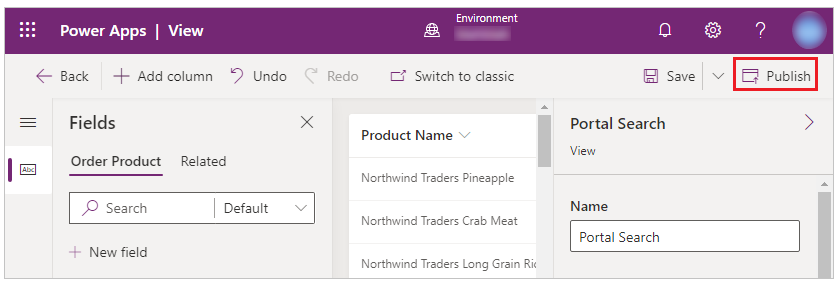 Power Apps | View
Environment
Back
Add column
Undo
Redo
Switch to classic
Save
Publish
Fields
Order Product
Related
Search
Default
New field
Abc
Product Name
Northwind Traders Pineapple
Northwind Traders Crab Meat
Northwind Traders Long Grain Ric
Portal Search
View
Name
Portal Search